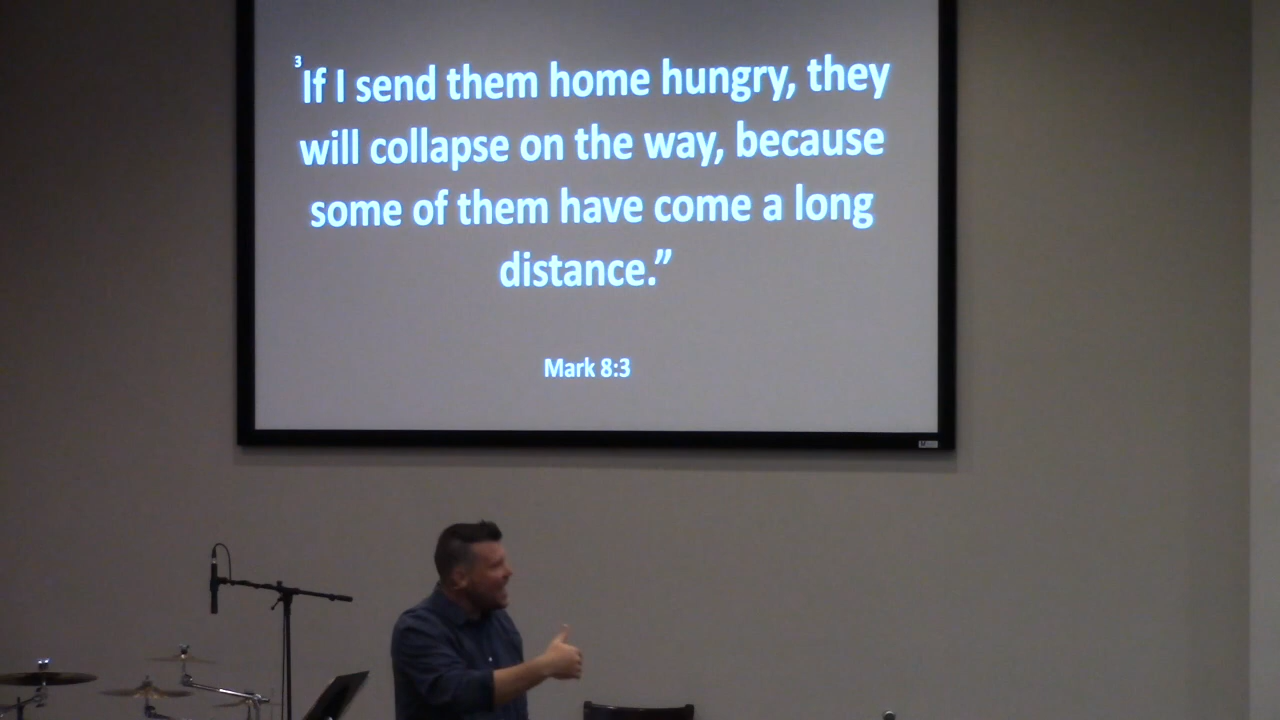 ³If I send them home hungry, they
will collapse on the way, because
some of them have come a long
distance.”
Mark 8:3